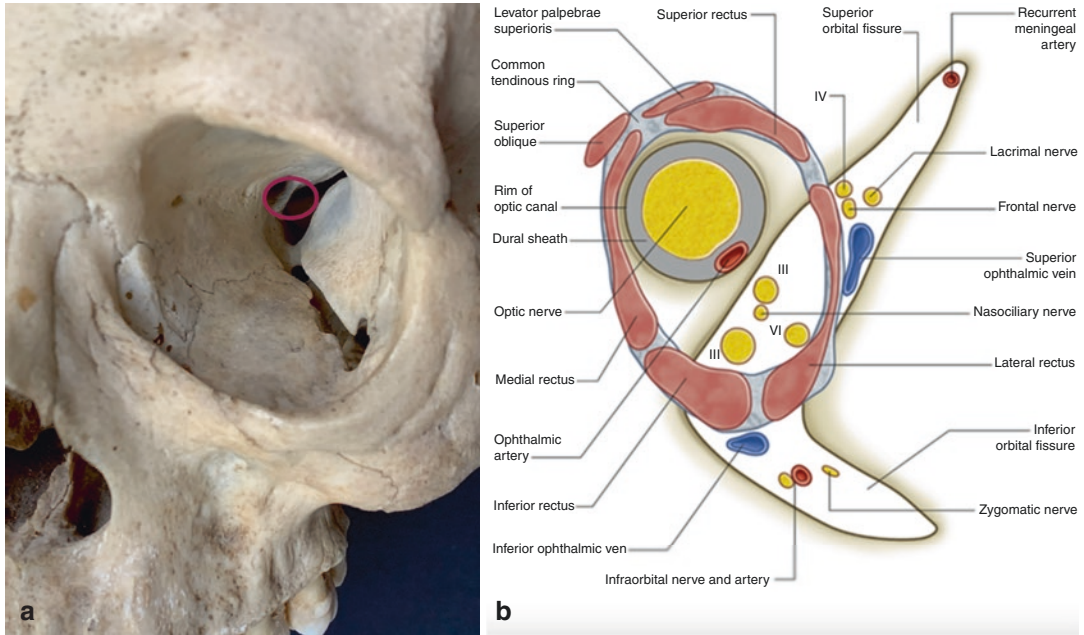 Levator palpebrae
superioris
Superior rectus
Superior
orbital fissure
Recurrent
meningeal
artery
Common
tendinous ring
IV
Superior
oblique
Lacrimal nerve
Rim of
optic canal
Frontal nerve
Dural sheath
Superior
ophthalmic vein
III
Optic nerve
Nasociliary nerve
VI
III
Medial rectus
Lateral rectus
Ophthalmic
artery
Inferior
orbital fissure
Inferior rectus
Zygomatic nerve
Inferior ophthalmic ven
Infraorbital nerve and artery
a
b